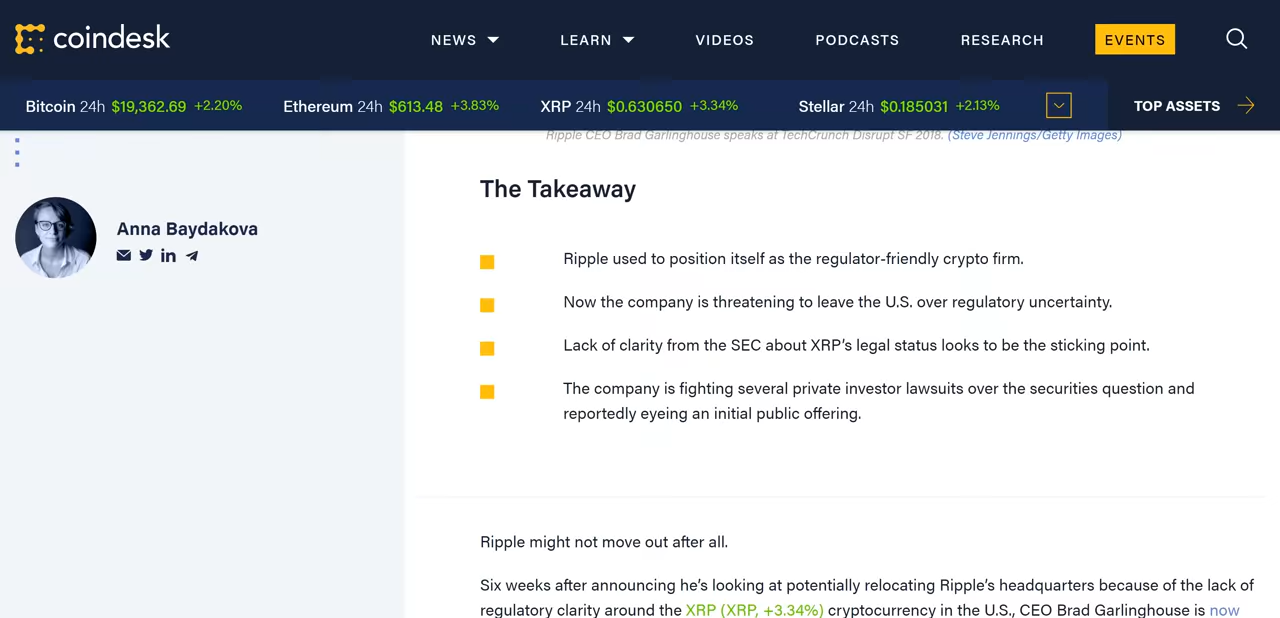 coindesk
NEWS
LEARN
VIDEOS
PODCASTS
RESEARCH
EVENTS
Bitcoin 24h $19,362.69 +2.20%
Ethereum 24h $613.48 +3.83%
XRP 24h $0.630650 +3.34%
Stellar 24h $0.185031 +2.13%
TOP ASSETS
Ripple CEO Brad Garlinghouse speaks at TechCrunch Disrupt SF 2018. (Steve Jennings/Getty Images)
Anna Baydakova
The Takeaway
Ripple used to position itself as the regulator-friendly crypto firm.
Now the company is threatening to leave the U.S. over regulatory uncertainty.
Lack of clarity from the SEC about XRP’s legal status looks to be the sticking point.
The company is fighting several private investor lawsuits over the securities question and
reportedly eyeing an initial public offering.
Ripple might not move out after all.
Six weeks after announcing he’s looking at potentially relocating Ripple’s headquarters because of the lack of
regulatory clarity around the XRP (XRP, +3.34%) cryptocurrency in the U.S., CEO Brad Garlinghouse is now